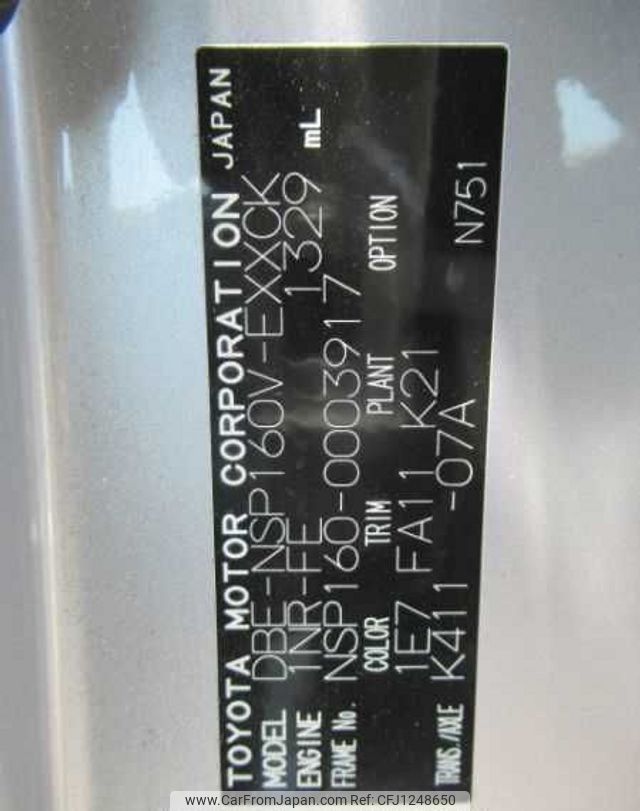 TOYOTA MOTOR CORPORATION JAPAN
MODEL DBE-NSP160V-EXXCK
ENGINE 1NR-FE 1329 mL
FRAME No. NSP160-0003917
COLOR TRIM PLANT OPTION
1E7 FA11 K21
TRANS./AXLE K411 -07A N751
www.CarFromJapan.com Ref: CFJ1248650